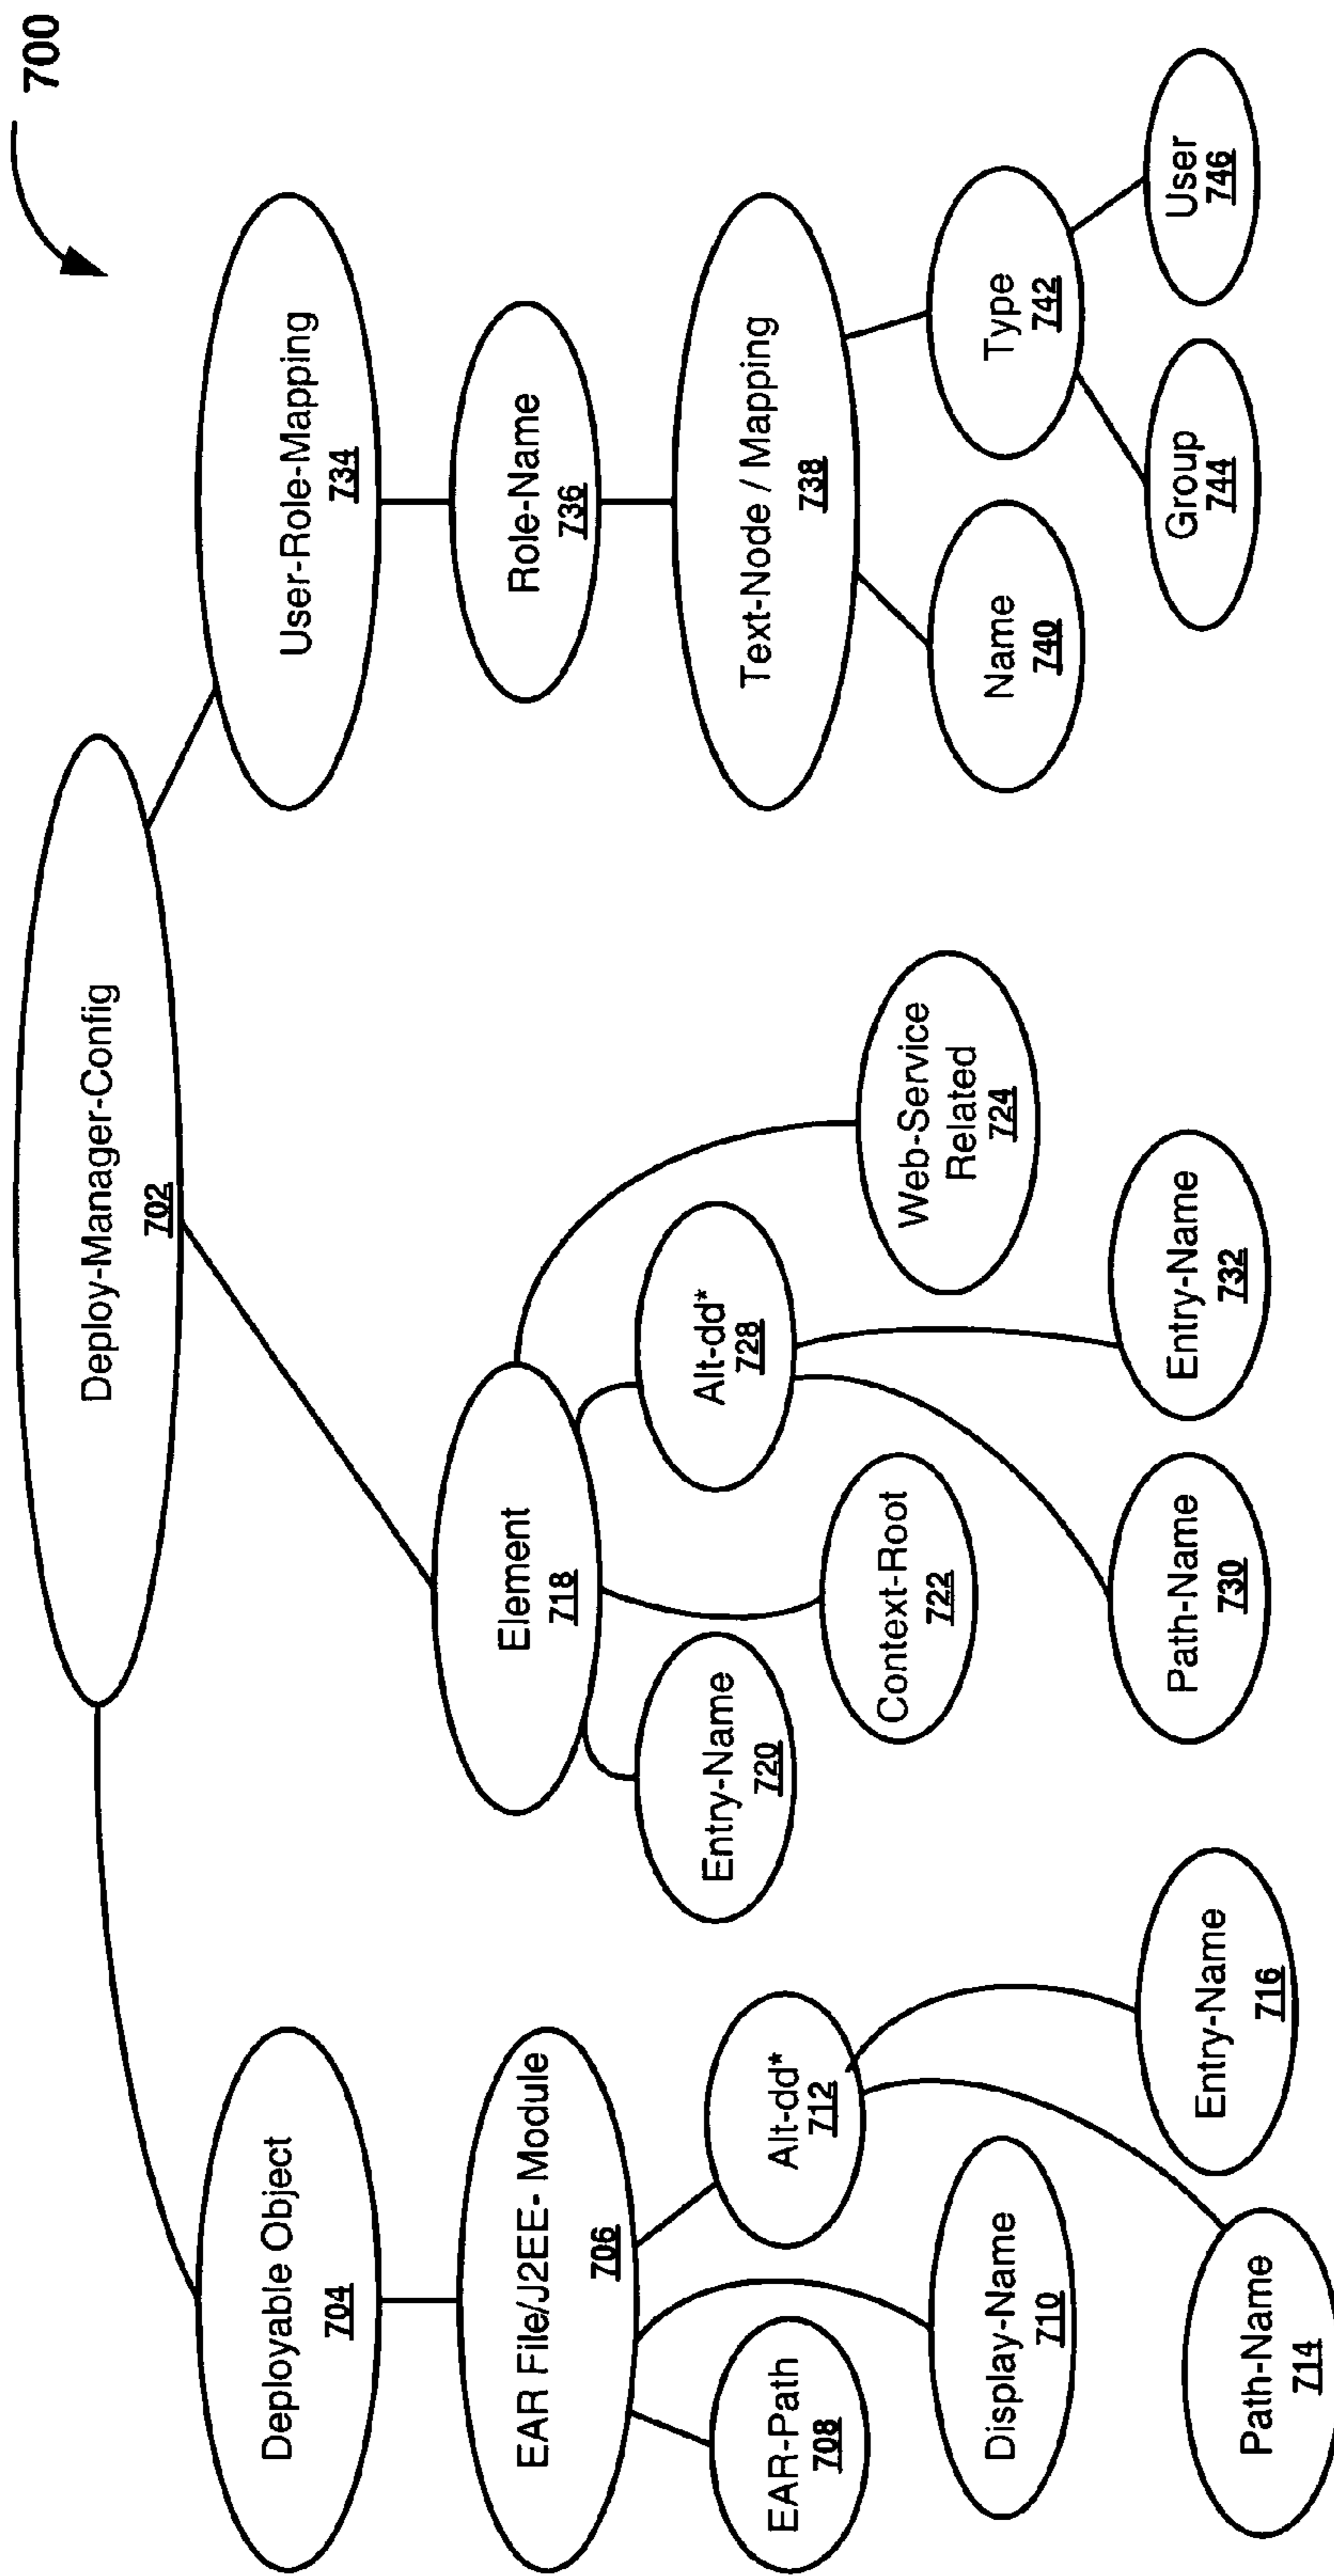 700
Deploy-Manager-Config
702
Deployable Object
704
EAR File/J2EE- Module
706
EAR-Path
708
Display-Name
710
Alt-dd*
712
Path-Name
714
Entry-Name
716
Element
718
Entry-Name
720
Context-Root
722
Alt-dd*
728
Web-Service
Related
724
Path-Name
730
Entry-Name
732
User-Role-Mapping
734
Role-Name
736
Text-Node / Mapping
738
Name
740
Type
742
Group
744
User
746